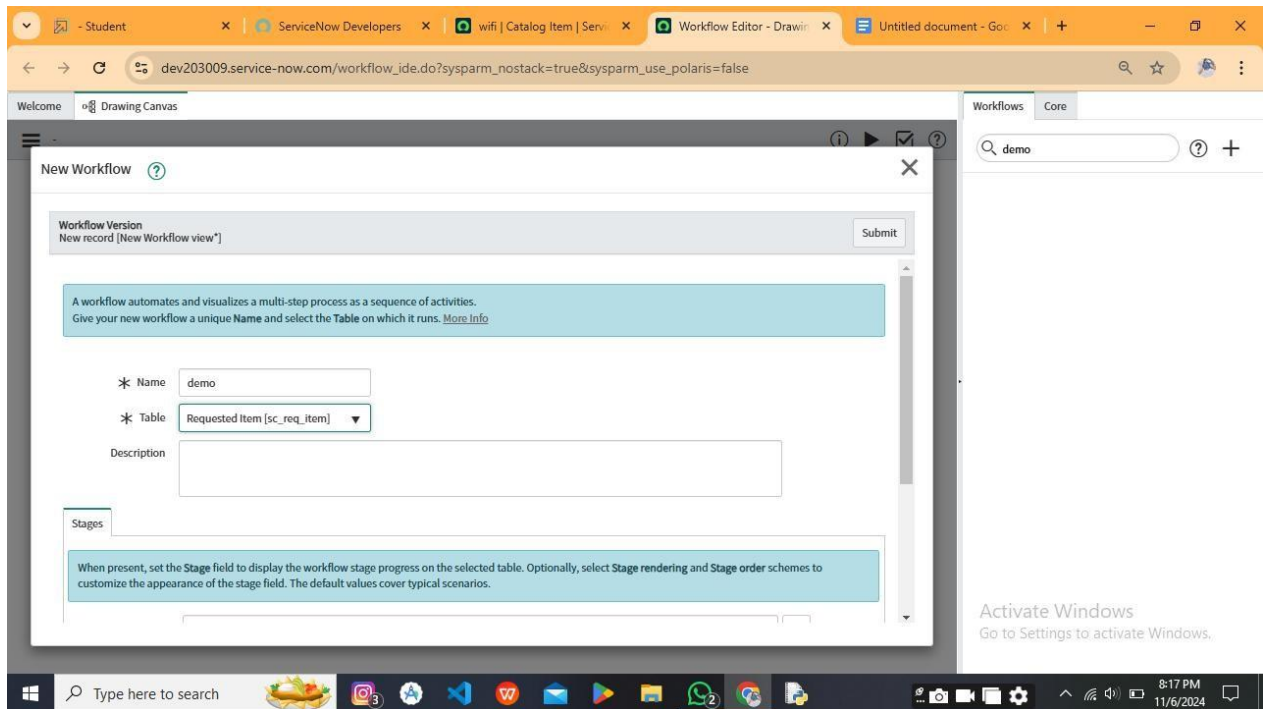 - Student
ServiceNow Developers
wifi | Catalog Item | Servi
Workflow Editor - Drawin
Untitled document - Goo
dev203009.service-now.com/workflow_ide.do?sysparm_nostack=true&sysparm_use_polaris=false
Welcome
Drawing Canvas
Workflows
Core
-
demo
New Workflow
Workflow Version
New record [New Workflow view*]
Submit
A workflow automates and visualizes a multi-step process as a sequence of activities.
Give your new workflow a unique Name and select the Table on which it runs. More Info
Name
demo
Table
Requested Item [sc_req_item]
Description
Stages
When present, set the Stage field to display the workflow stage progress on the selected table. Optionally, select Stage rendering and Stage order schemes to
customize the appearance of the stage field. The default values cover typical scenarios.
Activate Windows
Go to Settings to activate Windows.
Type here to search
3
W
2
8:17 PM
11/6/2024